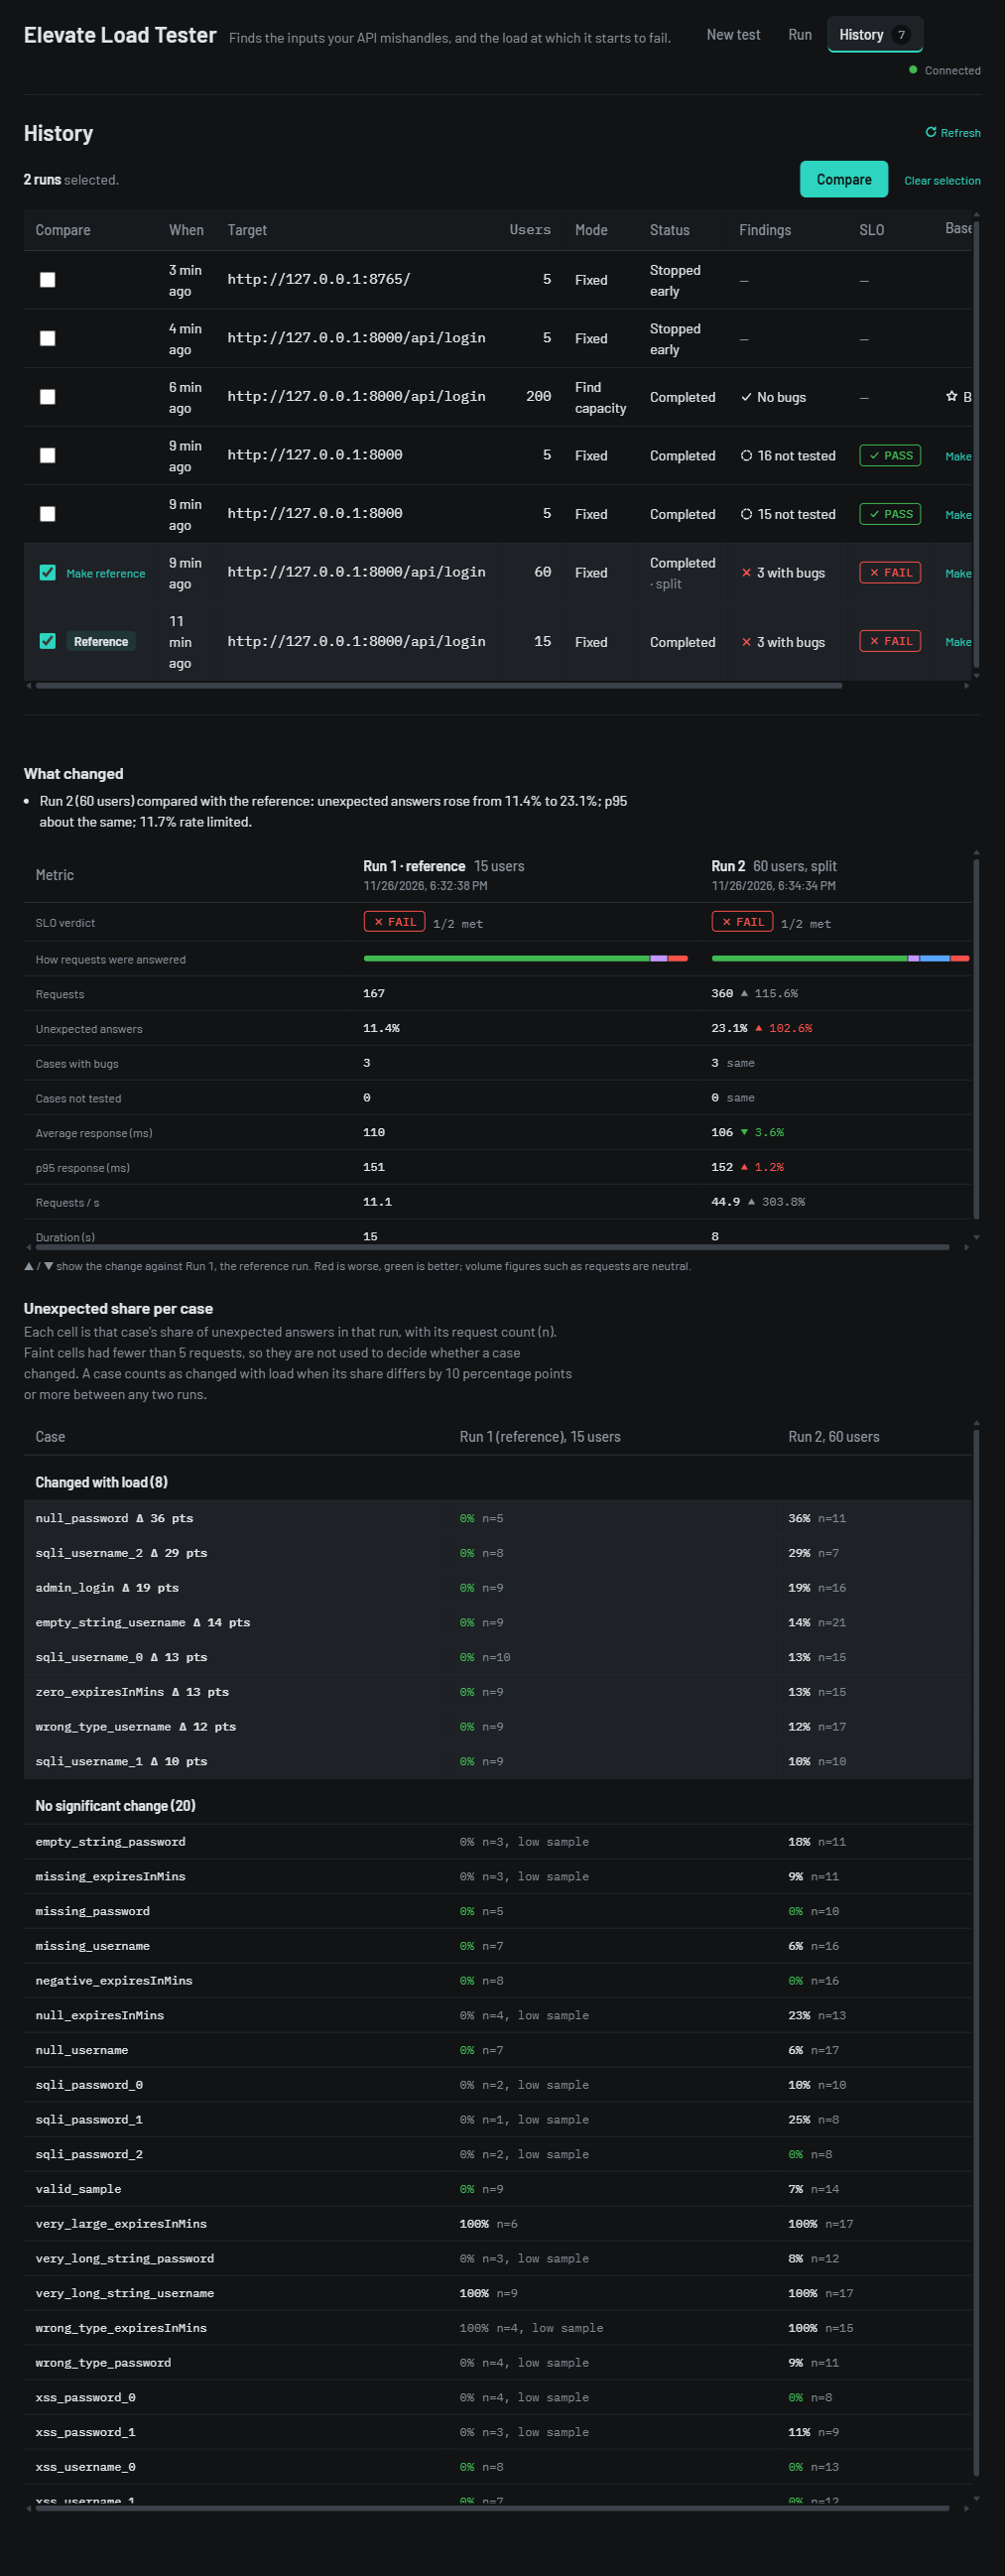 Elevate Load Tester Finds the inputs your API mishandles, and the load at which it starts to fail. New test Run History 7
Connected
History Refresh
2 runs selected. Compare Clear selection
Compare When Target Users Mode Status Findings SLO Base
3 min ago http://127.0.0.1:8765/ 5 Fixed Stopped early — —
4 min ago http://127.0.0.1:8000/api/login 5 Fixed Stopped early — —
6 min ago http://127.0.0.1:8000/api/login 200 Find capacity Completed No bugs — B
9 min ago http://127.0.0.1:8000 5 Fixed Completed 16 not tested PASS Make
9 min ago http://127.0.0.1:8000 5 Fixed Completed 15 not tested PASS Make
Make reference 9 min ago http://127.0.0.1:8000/api/login 60 Fixed Completed · split 3 with bugs FAIL Make
Reference 11 min ago http://127.0.0.1:8000/api/login 15 Fixed Completed 3 with bugs FAIL Make
What changed
• Run 2 (60 users) compared with the reference: unexpected answers rose from 11.4% to 23.1%; p95
about the same; 11.7% rate limited.
Metric Run 1 · reference 15 users Run 2 60 users, split
11/26/2026, 6:32:38 PM 11/26/2026, 6:34:34 PM
SLO verdict FAIL 1/2 met FAIL 1/2 met
How requests were answered
Requests 167 360 ▲ 115.6%
Unexpected answers 11.4% 23.1% ▲ 102.6%
Cases with bugs 3 3 same
Cases not tested 0 0 same
Average response (ms) 110 106 ▼ 3.6%
p95 response (ms) 151 152 ▲ 1.2%
Requests / s 11.1 44.9 ▲ 303.8%
Duration (s) 15 8
▲ / ▼ show the change against Run 1, the reference run. Red is worse, green is better; volume figures such as requests are neutral.
Unexpected share per case
Each cell is that case's share of unexpected answers in that run, with its request count (n).
Faint cells had fewer than 5 requests, so they are not used to decide whether a case
changed. A case counts as changed with load when its share differs by 10 percentage points
or more between any two runs.
Case Run 1 (reference), 15 users Run 2, 60 users
Changed with load (8)
null_password Δ 36 pts 0% n=5 36% n=11
sqli_username_2 Δ 29 pts 0% n=8 29% n=7
admin_login Δ 19 pts 0% n=9 19% n=16
empty_string_username Δ 14 pts 0% n=9 14% n=21
sqli_username_0 Δ 13 pts 0% n=10 13% n=15
zero_expiresInMins Δ 13 pts 0% n=9 13% n=15
wrong_type_username Δ 12 pts 0% n=9 12% n=17
sqli_username_1 Δ 10 pts 0% n=9 10% n=10
No significant change (20)
empty_string_password 0% n=3, low sample 18% n=11
missing_expiresInMins 0% n=3, low sample 9% n=11
missing_password 0% n=5 0% n=10
missing_username 0% n=7 6% n=16
negative_expiresInMins 0% n=8 0% n=16
null_expiresInMins 0% n=4, low sample 23% n=13
null_username 0% n=7 6% n=17
sqli_password_0 0% n=2, low sample 10% n=10
sqli_password_1 0% n=1, low sample 25% n=8
sqli_password_2 0% n=2, low sample 0% n=8
valid_sample 0% n=9 7% n=14
very_large_expiresInMins 100% n=6 100% n=17
very_long_string_password 0% n=3, low sample 8% n=12
very_long_string_username 100% n=9 100% n=17
wrong_type_expiresInMins 100% n=4, low sample 100% n=15
wrong_type_password 0% n=4, low sample 9% n=11
xss_password_0 0% n=4, low sample 0% n=8
xss_password_1 0% n=3, low sample 11% n=9
xss_username_0 0% n=8 0% n=13
xss_username_1 0% n=7 0% n=12